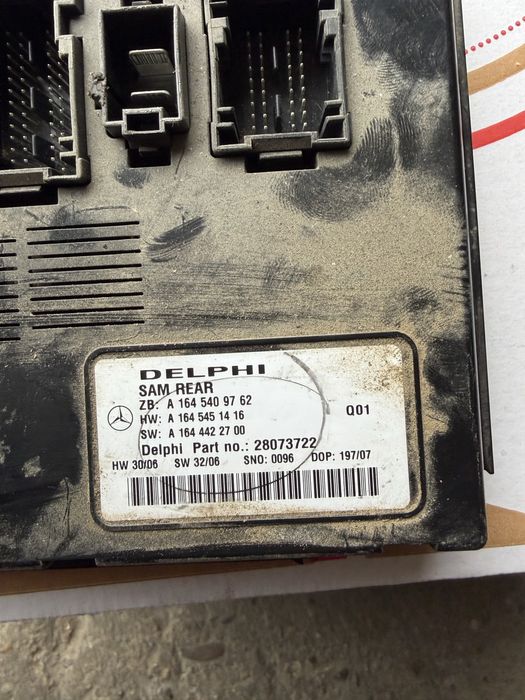 DELPHI
SAM REAR
ZB: A 164 540 97 62
HW: A 164 545 14 16
Q01
SW: A 164 442 27 00
Delphi Part no.: 28073722
HW 30/06 SW 32/06 SNO: 0096 DOP: 197/07